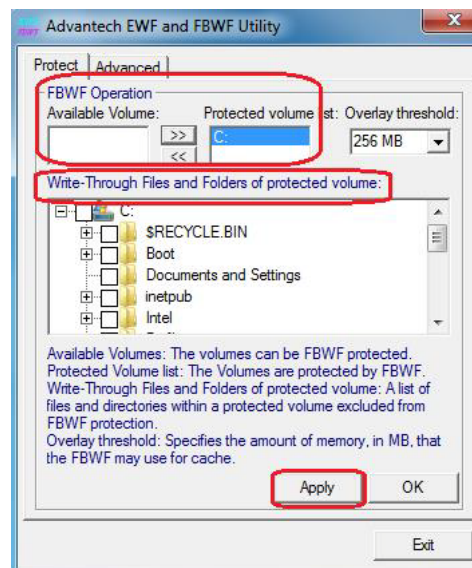 Advantech EWF and FBWF Utility
Protect Advanced
FBWF Operation
Available Volume: Protected volume st: Overlay threshold:
>> C: 256 MB
<<
Write-Through Files and Folders of protected volume:
C:
$RECYCLE.BIN
Boot
Documents and Settings
inetpub
Intel
Available Volumes: The volumes can be FBWF protected.
Protected Volume list: The Volumes are protected by FBWF.
Write-Through Files and Folders of protected volume: A list of
files and directories within a protected volume excluded from
FBWF protection.
Overlay threshold: Specifies the amount of memory, in MB, that
the FBWF may use for cache.
Apply OK
Exit